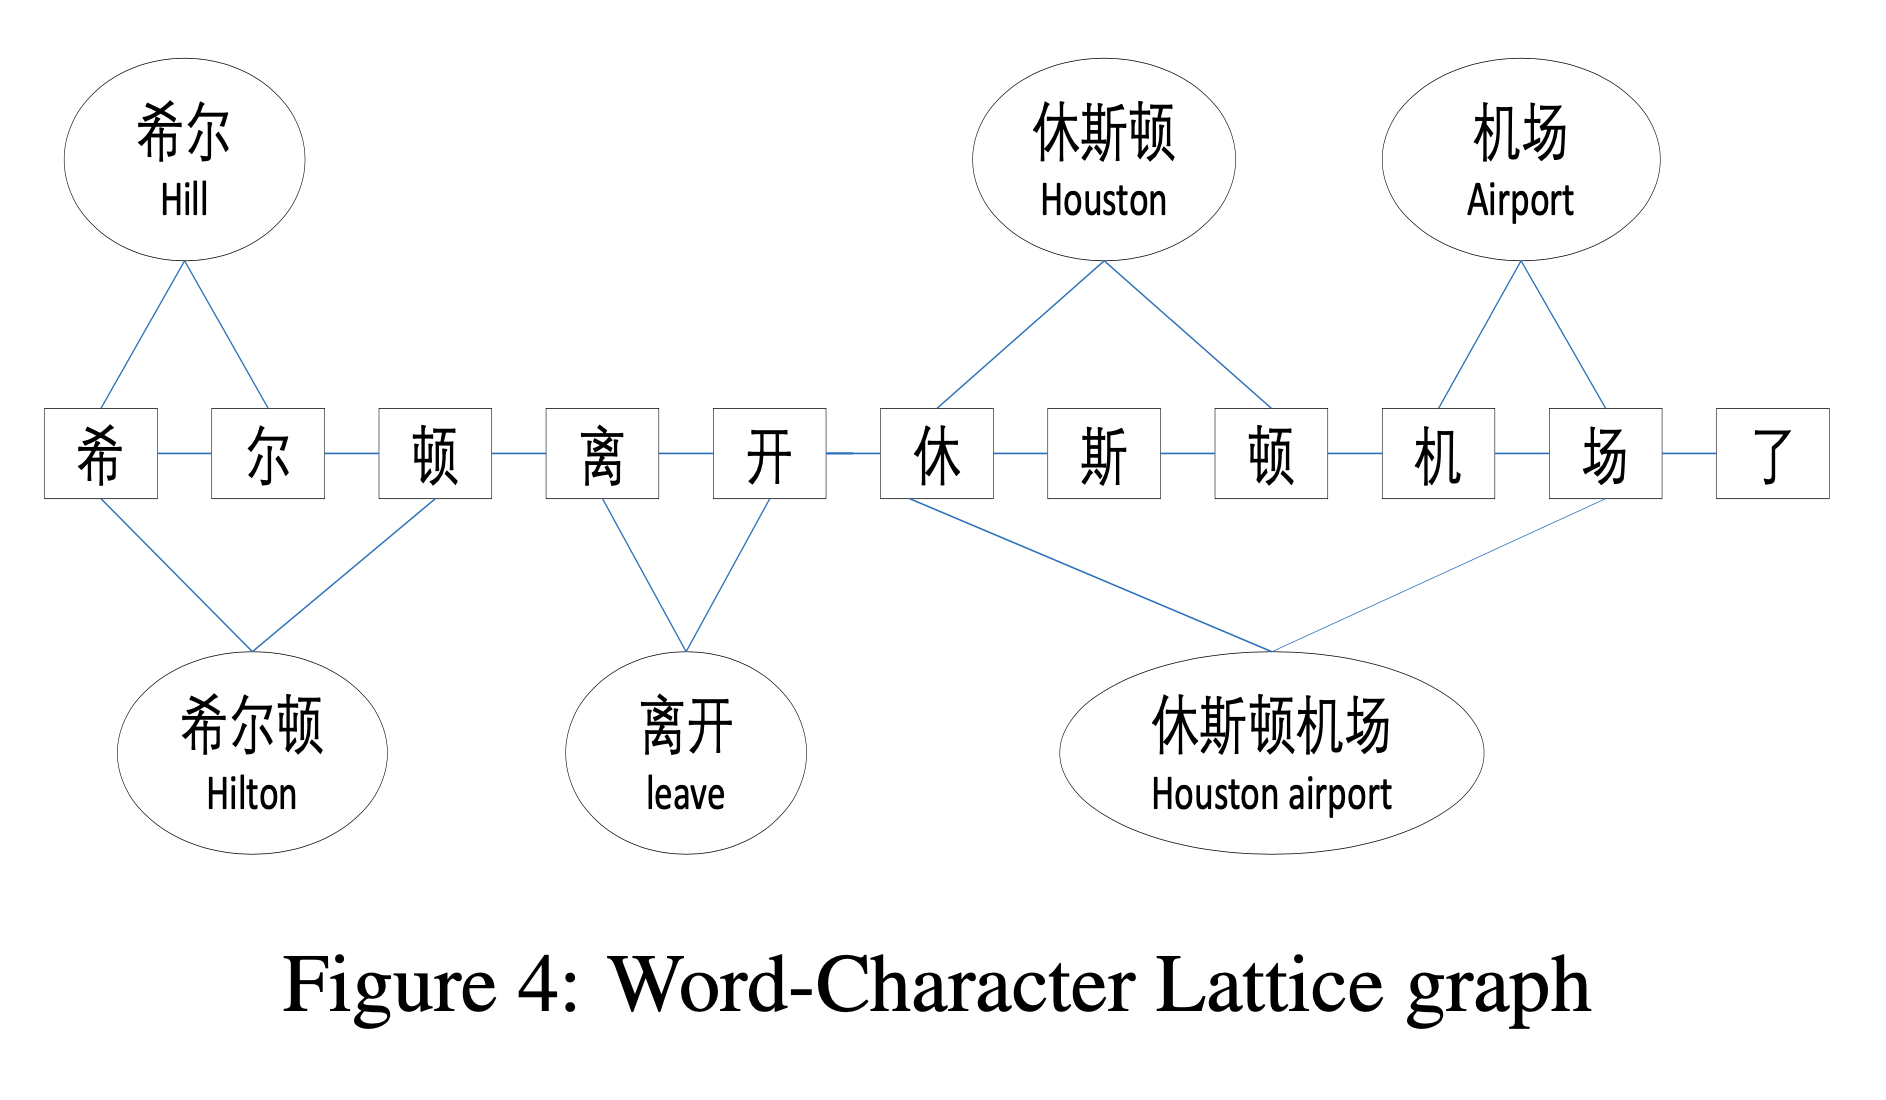 希尔
Hill
休斯顿
Houston
机场
Airport
希 尔 顿 离 开 休 斯 顿 机 场 了
希尔顿
Hilton
离开
leave
休斯顿机场
Houston airport
Figure 4: Word-Character Lattice graph